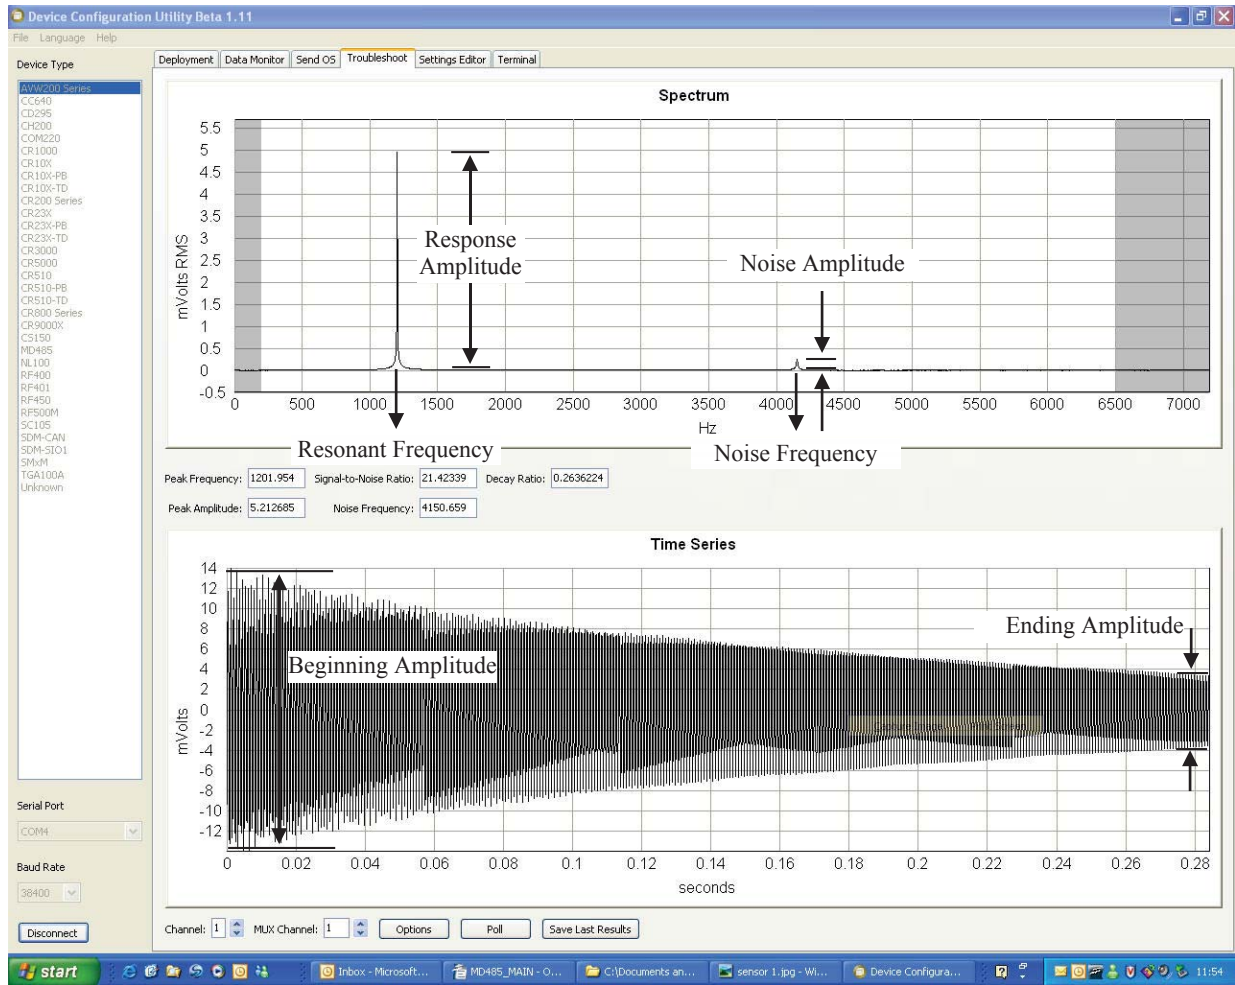 Device Configuration Utility Beta 1.11
File Language Help
Device Type
AVW200 Series
CC640
CD295
CH200
COM220
CR1000
CR10X
CR10X-PB
CR10X-TD
CR200 Series
CR23X
CR23X-PB
CR23X-TD
CR3000
CR5000
CR510
CR510-PB
CR510-TD
CR800 Series
CR9000X
CS150
MD485
NL100
RF400
RF401
RF450
RF500M
SC105
SDM-CAN
SDM-SIO1
SMxM
TGA100A
Unknown
Serial Port
COM4
Baud Rate
38400
Disconnect
Deployment Data Monitor Send OS Troubleshoot Settings Editor Terminal
Spectrum
5.5
5
4.5
4
3.5
3
2.5
2
1.5
1
0.5
0
-0.5
mVolts RMS
Response
Amplitude
Noise Amplitude
0 500 1000 1500 2000 2500 3000 3500 4000 4500 5000 5500 6000 6500 7000
Hz
Resonant Frequency
Noise Frequency
Peak Frequency: 1201.954 Signal-to-Noise Ratio: 21.42339 Decay Ratio: 0.2636224
Peak Amplitude: 5.212685 Noise Frequency: 4150.659
Time Series
14
12
10
8
6
4
2
0
-2
-4
-6
-8
-10
-12
mVolts
Beginning Amplitude
Ending Amplitude
0 0.02 0.04 0.06 0.08 0.1 0.12 0.14 0.16 0.18 0.2 0.22 0.24 0.26 0.28
seconds
Channel: 1 MUX Channel: 1 Options Poll Save Last Results
start Inbox - Microsoft... MD485_MAIN - O... C:\Documents an... sensor 1.jpg - Wi... Device Configura... 11:54